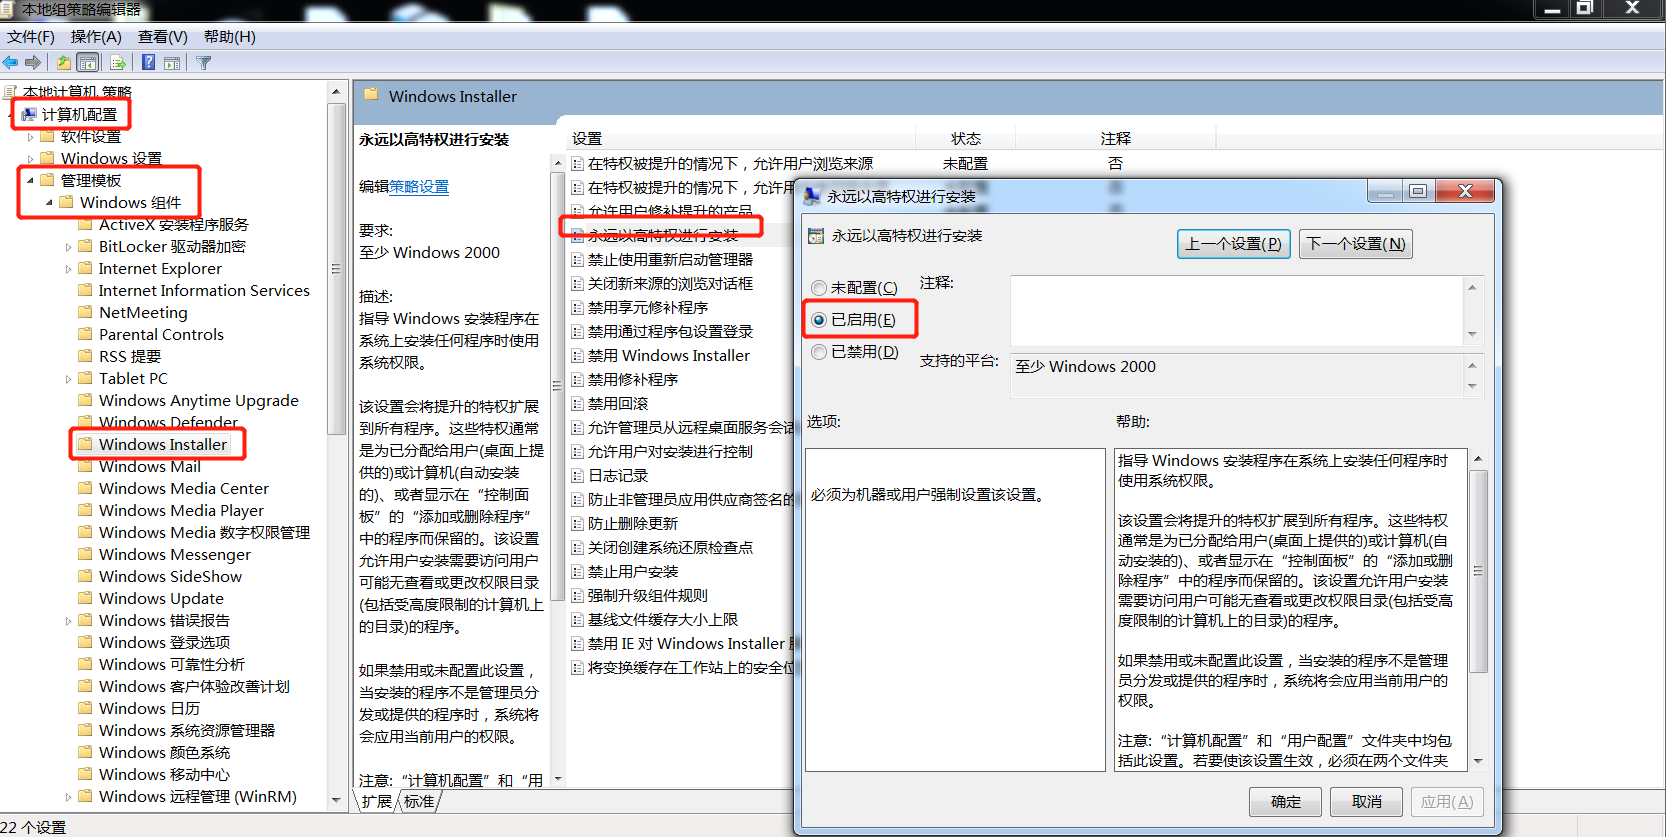 本地组策略编辑器
文件(F) 操作(A) 查看(V) 帮助(H)
本地计算机 策略
计算机配置
软件设置
Windows 设置
管理模板
Windows 组件
ActiveX 安装程序服务
BitLocker 驱动器加密
Internet Explorer
Internet Information Services
NetMeeting
Parental Controls
RSS 提要
Tablet PC
Windows Anytime Upgrade
Windows Defender
Windows Installer
Windows Mail
Windows Media Center
Windows Media Player
Windows Media 数字权限管理
Windows Messenger
Windows SideShow
Windows Update
Windows 错误报告
Windows 登录选项
Windows 可靠性分析
Windows 客户体验改善计划
Windows 日历
Windows 系统资源管理器
Windows 颜色系统
Windows 移动中心
Windows 远程管理 (WinRM)
22 个设置
Windows Installer
永远以高特权进行安装
编辑策略设置
要求:
至少 Windows 2000
描述:
指导 Windows 安装程序在
系统上安装任何程序时使用
系统权限。
该设置会将提升的特权扩展
到所有程序。这些特权通常
是为已分配给用户(桌面上提
供的)或计算机(自动安装
的)、或者显示在“控制面
板”的“添加或删除程序”
中的程序而保留的。该设置
允许用户安装需要访问用户
可能无查看或更改权限目录
(包括受高度限制的计算机上
的目录)的程序。
如果禁用或未配置此设置，
当安装的程序不是管理员分
发或提供的程序时，系统将
会应用当前用户的权限。
注意:“计算机配置”和“用
扩展 标准
设置 状态 注释
在特权被提升的情况下，允许用户浏览来源 未配置 否
在特权被提升的情况下，允许用
允许用户修补提升的产品
永远以高特权进行安装
禁止使用重新启动管理器
关闭新来源的浏览对话框
禁用享元修补程序
禁用通过程序包设置登录
禁用 Windows Installer
禁用修补程序
禁用回滚
允许管理员从远程桌面服务会话
允许用户对安装进行控制
日志记录
防止非管理员应用供应商签名的
防止删除更新
关闭创建系统还原检查点
禁止用户安装
强制升级组件规则
基线文件缓存大小上限
禁用 IE 对 Windows Installer
将变换缓存在工作站上的安全位
永远以高特权进行安装
永远以高特权进行安装
上一个设置(P) 下一个设置(N)
未配置(C) 注释:
已启用(E)
已禁用(D)
支持的平台: 至少 Windows 2000
选项: 帮助:
必须为机器或用户强制设置该设置。
指导 Windows 安装程序在系统上安装任何程序时
使用系统权限。
该设置会将提升的特权扩展到所有程序。这些特权
通常是为已分配给用户(桌面上提供的)或计算机(自
动安装的)、或者显示在“控制面板”的“添加或删
除程序”中的程序而保留的。该设置允许用户安装
需要访问用户可能无查看或更改权限目录(包括受高
度限制的计算机上的目录)的程序。
如果禁用或未配置此设置，当安装的程序不是管理
员分发或提供的程序时，系统将会应用当前用户的
权限。
注意:“计算机配置”和“用户配置”文件夹中均包
括此设置。若要使该设置生效，必须在两个文件夹
确定 取消 应用(A)